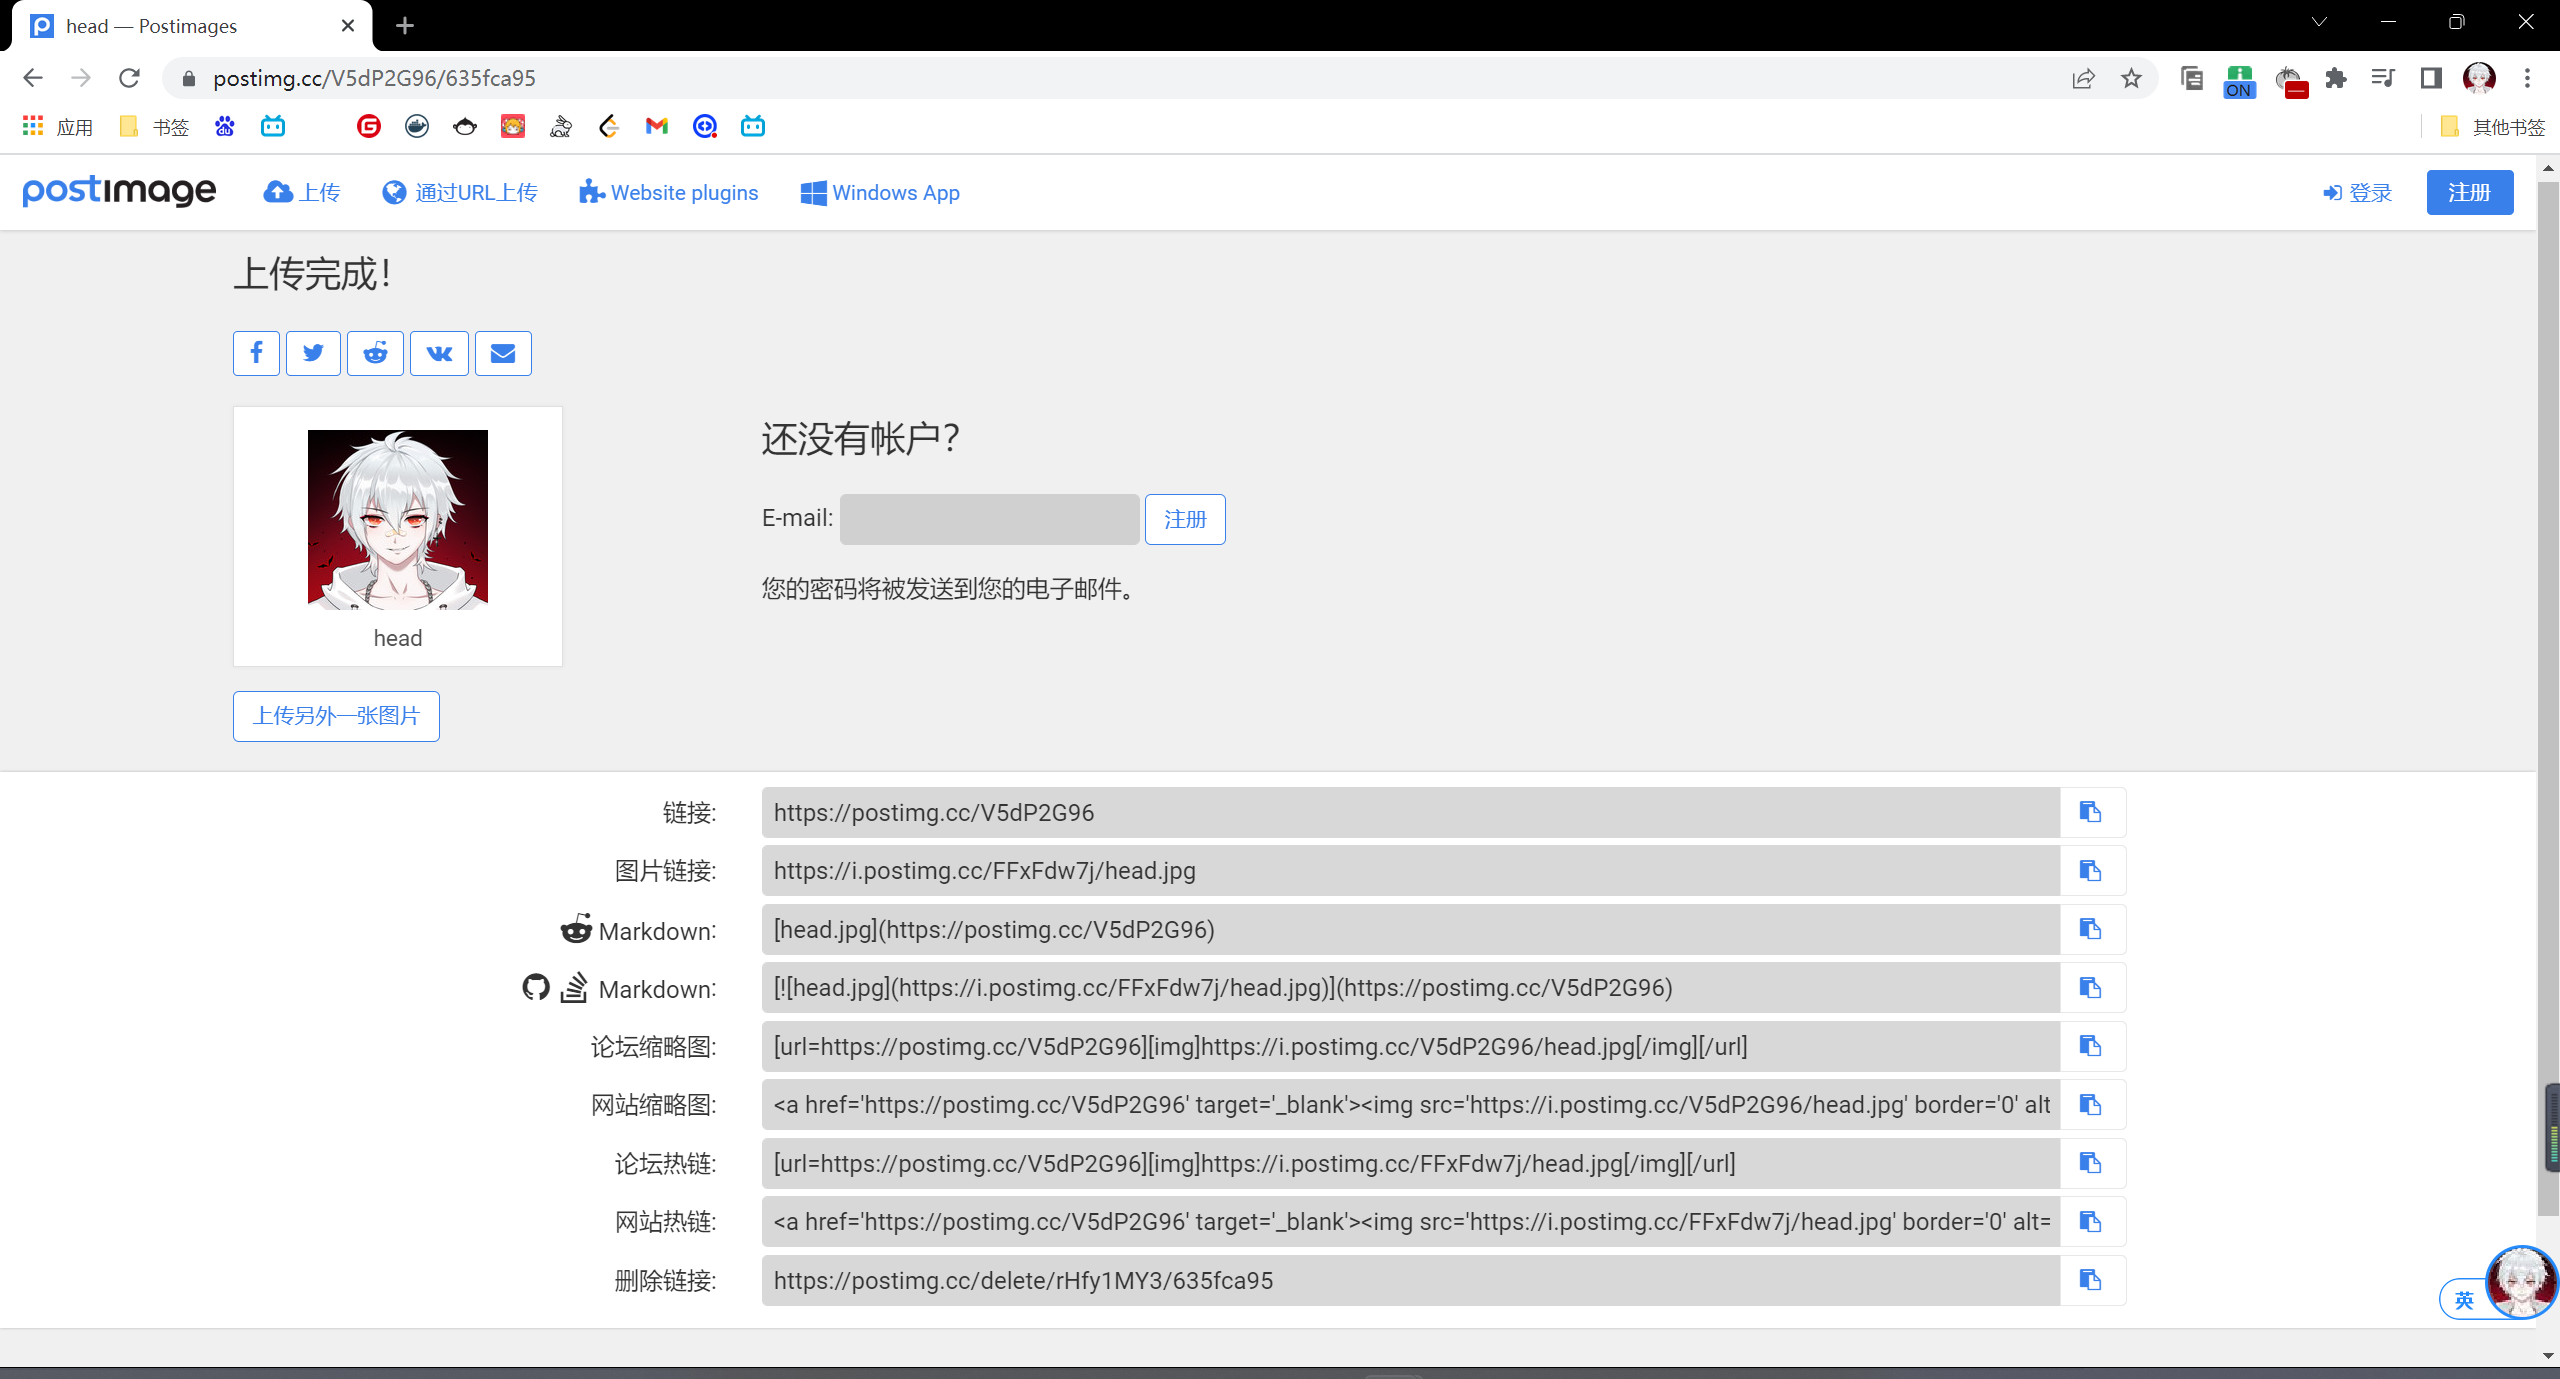 head — Postimages
postimg.cc/V5dP2G96/635fca95
ON
应用 书签 其他书签
postimage 上传 通过URL上传 Website plugins Windows App 登录 注册
上传完成！
还没有帐户？
E-mail: 注册
您的密码将被发送到您的电子邮件。
head
上传另外一张图片
链接: https://postimg.cc/V5dP2G96
图片链接: https://i.postimg.cc/FFxFdw7j/head.jpg
Markdown: [head.jpg](https://postimg.cc/V5dP2G96)
Markdown: [![head.jpg](https://i.postimg.cc/FFxFdw7j/head.jpg)](https://postimg.cc/V5dP2G96)
论坛缩略图: [url=https://postimg.cc/V5dP2G96][img]https://i.postimg.cc/V5dP2G96/head.jpg[/img][/url]
网站缩略图: <a href='https://postimg.cc/V5dP2G96' target='_blank'><img src='https://i.postimg.cc/V5dP2G96/head.jpg' border='0' alt
论坛热链: [url=https://postimg.cc/V5dP2G96][img]https://i.postimg.cc/FFxFdw7j/head.jpg[/img][/url]
网站热链: <a href='https://postimg.cc/V5dP2G96' target='_blank'><img src='https://i.postimg.cc/FFxFdw7j/head.jpg' border='0' alt=
删除链接: https://postimg.cc/delete/rHfy1MY3/635fca95
英